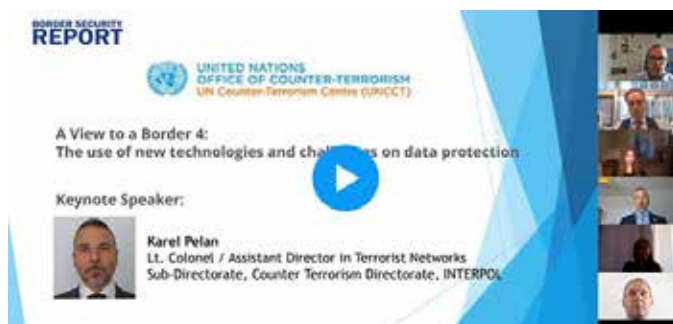 BORDER SECURITY
REPORT
UNITED NATIONS
OFFICE OF COUNTER-TERRORISM
UN Counter-Terrorism Centre (UNCCT)
A View to a Border 4:
The use of new technologies and challenges on data protection
Keynote Speaker:
Karel Pelan
Lt. Colonel / Assistant Director in Terrorist Networks
Sub-Directorate, Counter Terrorism Directorate, INTERPOL